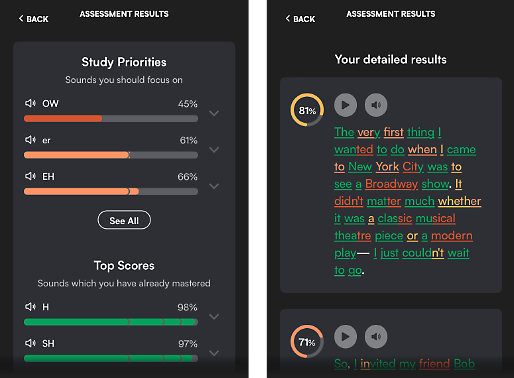 BACK
ASSESSMENT RESULTS
Study Priorities
Sounds you should focus on
OW 45%
er 61%
EH 66%
See All
Top Scores
Sounds which you have already mastered
H 98%
SH 97%
BACK
ASSESSMENT RESULTS
Your detailed results
81%
The very first thing I
wanted to do when I came
to New York City was to
see a Broadway show. It
didn't matter much whether
it was a classic musical
theatre piece or a modern
play— I just couldn't wait
to go.
71%
So, I invited my friend Bob